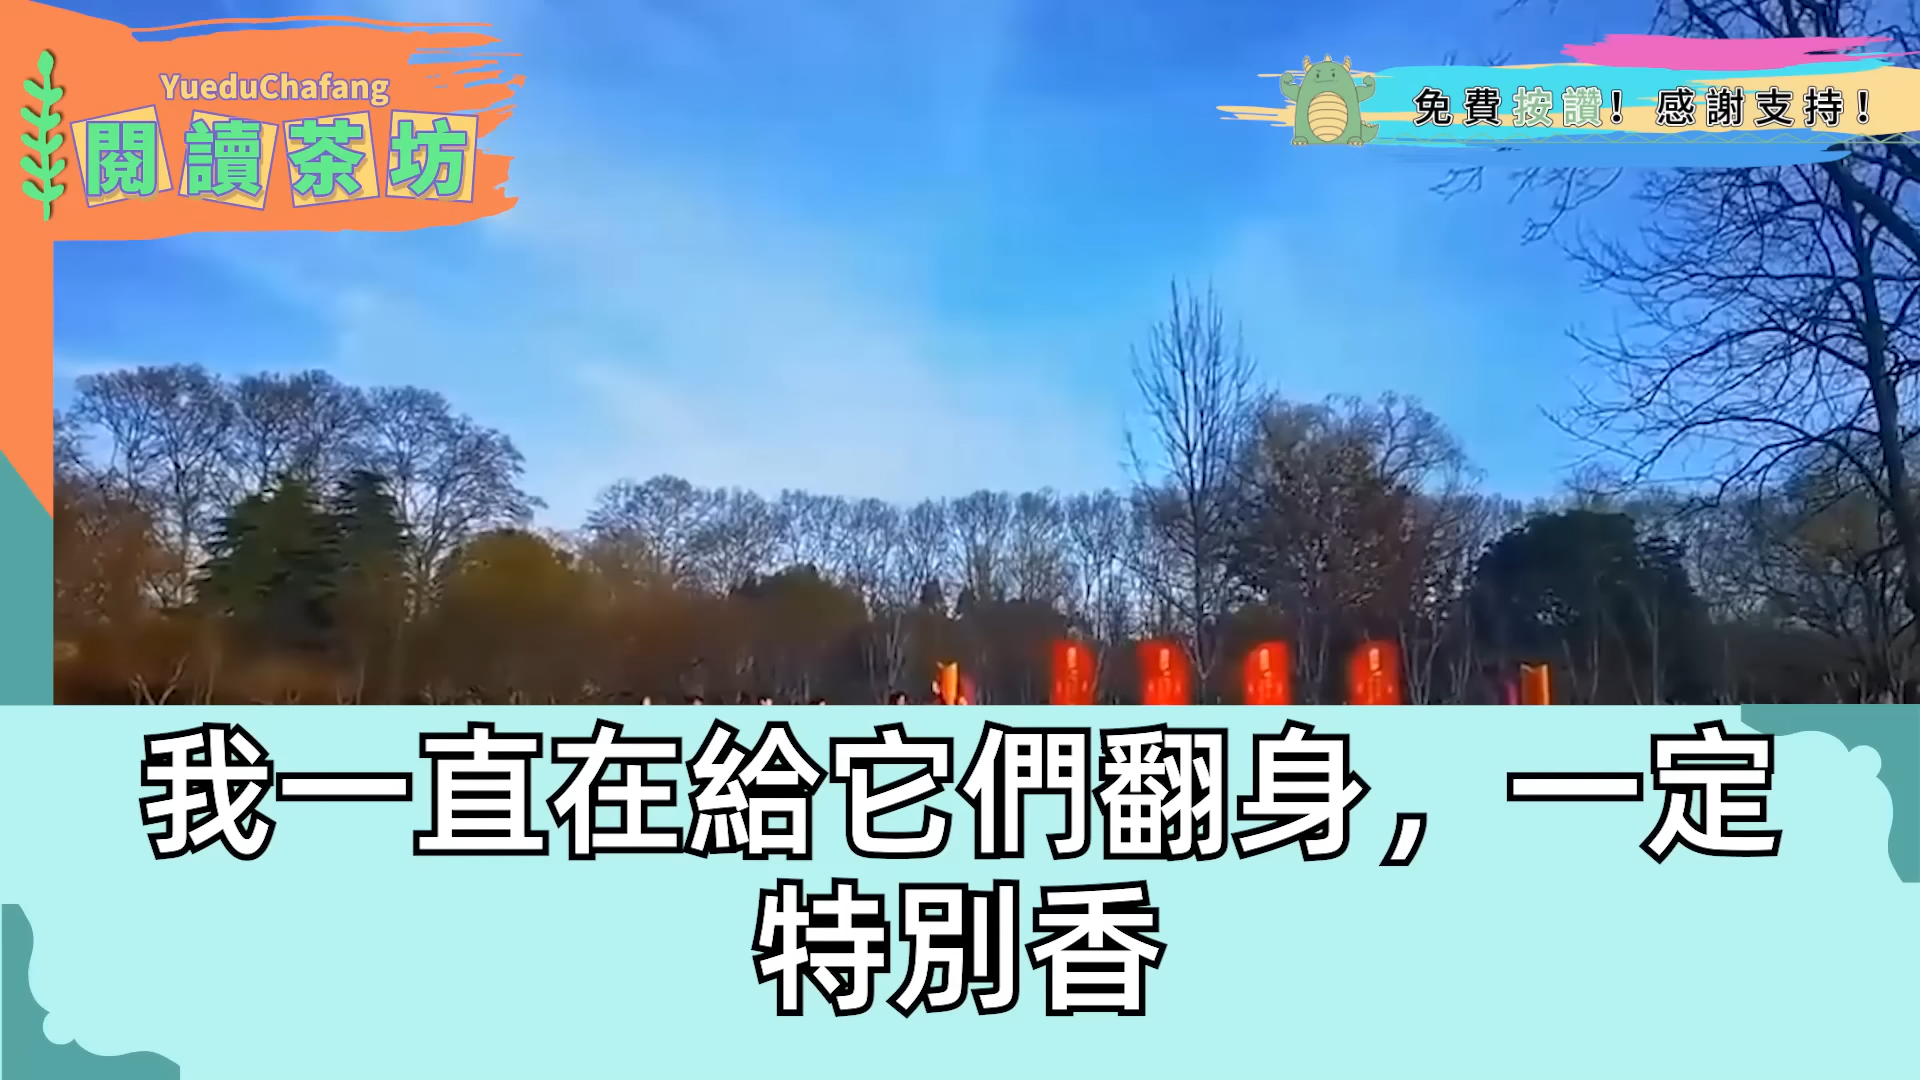 YueduChafang
閱讀茶坊
免費按讚！感謝支持！
我一直在給它們翻身，一定
特別香